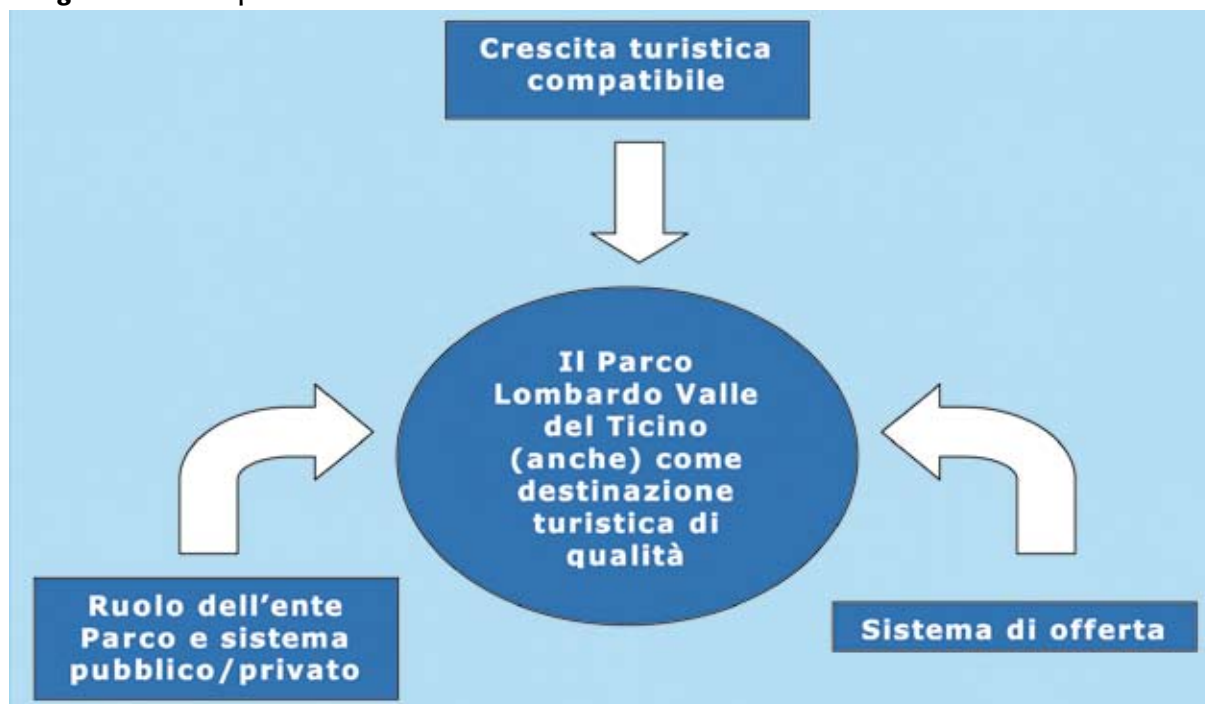 Crescita turistica
compatibile
Il Parco
Lombardo Valle
del Ticino
(anche) come
destinazione
turistica di
qualità
Ruolo dell'ente
Parco e sistema
pubblico/privato
Sistema di offerta